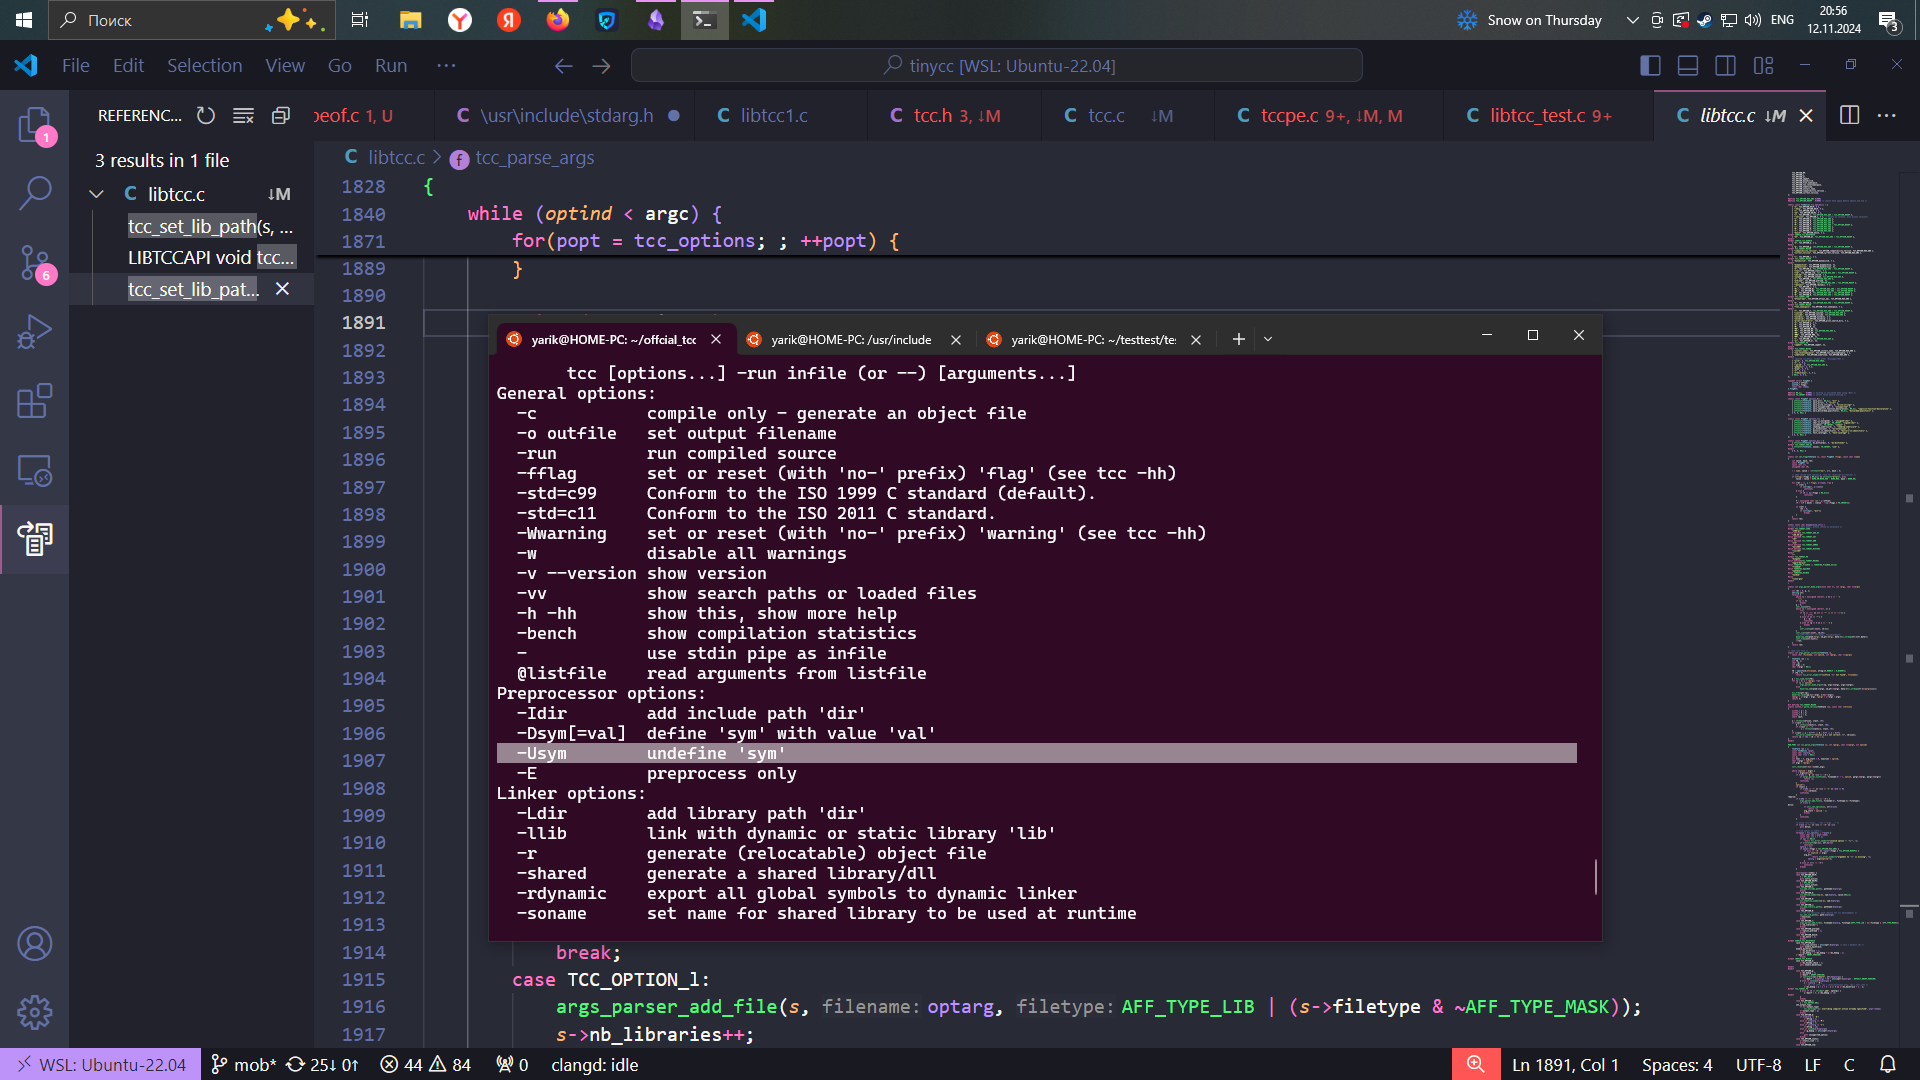 Поиск
Snow on Thursday
ENG
20:56
12.11.2024
3
File Edit Selection View Go Run ···
tinycc [WSL: Ubuntu-22.04]
REFERENC...
peof.c 1, U
C \usr\include\stdarg.h
C libtcc1.c
C tcc.h 3, ↓M
C tcc.c ↓M
C tccpe.c 9+, ↓M, M
C libtcc_test.c 9+
C libtcc.c ↓M
1
6
3 results in 1 file
C libtcc.c ↓M
tcc_set_lib_path(s, ...
LIBTCCAPI void tcc...
tcc_set_lib_pat...
C libtcc.c > f tcc_parse_args
1828 {
1840 while (optind < argc) {
1871 for(popt = tcc_options; ; ++popt) {
1889 }
1890
1891
1892
1893
1894
1895
1896
1897
1898
1899
1900
1901
1902
1903
1904
1905
1906
1907
1908
1909
1910
1911
1912
1913
1914 break;
1915 case TCC_OPTION_l:
1916 args_parser_add_file(s, filename: optarg, filetype: AFF_TYPE_LIB | (s->filetype & ~AFF_TYPE_MASK));
1917 s->nb_libraries++;
yarik@HOME-PC: ~/offcial_tcc
yarik@HOME-PC: /usr/include
yarik@HOME-PC: ~/testtest/te
tcc [options...] -run infile (or --) [arguments...]
General options:
-c compile only - generate an object file
-o outfile set output filename
-run run compiled source
-fflag set or reset (with 'no-' prefix) 'flag' (see tcc -hh)
-std=c99 Conform to the ISO 1999 C standard (default).
-std=c11 Conform to the ISO 2011 C standard.
-Wwarning set or reset (with 'no-' prefix) 'warning' (see tcc -hh)
-w disable all warnings
-v --version show version
-vv show search paths or loaded files
-h -hh show this, show more help
-bench show compilation statistics
- use stdin pipe as infile
@listfile read arguments from listfile
Preprocessor options:
-Idir add include path 'dir'
-Dsym[=val] define 'sym' with value 'val'
-Usym undefine 'sym'
-E preprocess only
Linker options:
-Ldir add library path 'dir'
-llib link with dynamic or static library 'lib'
-r generate (relocatable) object file
-shared generate a shared library/dll
-rdynamic export all global symbols to dynamic linker
-soname set name for shared library to be used at runtime
WSL: Ubuntu-22.04
mob* 25↓ 0↑
44 84
0
clangd: idle
Ln 1891, Col 1
Spaces: 4
UTF-8
LF
C